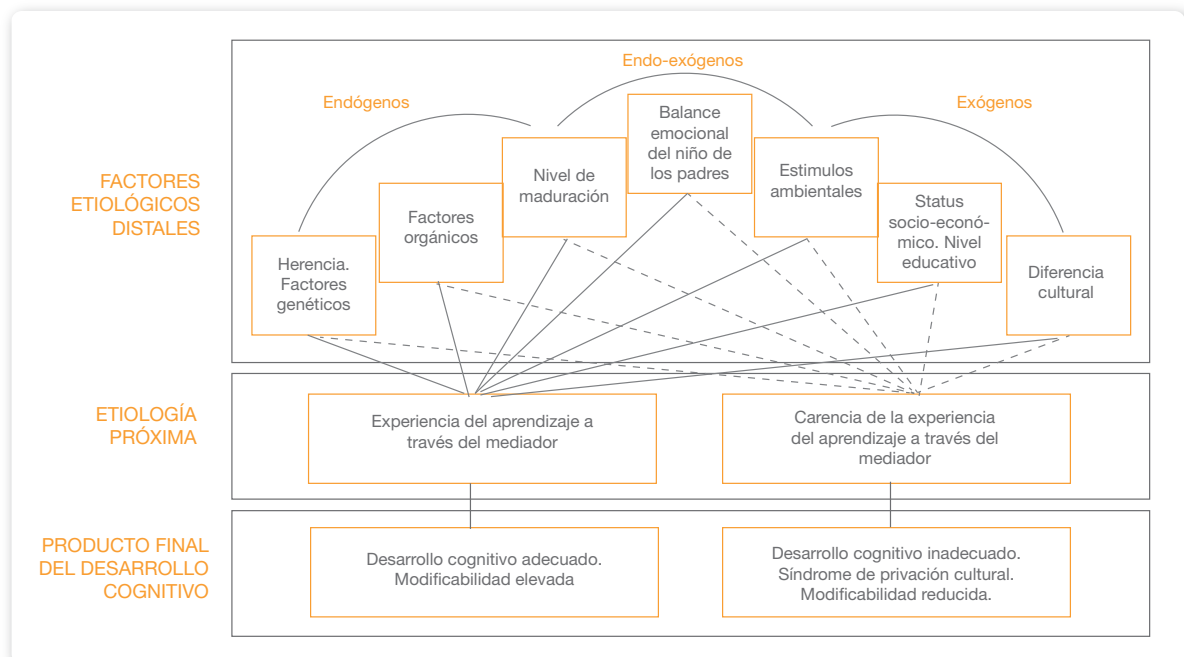 Endo-exógenos
Endógenos
Exógenos
FACTORES
ETIOLÓGICOS
DISTALES
Herencia.
Factores
genéticos
Factores
orgánicos
Nivel de
maduración
Balance
emocional
del niño de
los padres
Estimulos
ambientales
Status
socio-econó-
mico. Nivel
educativo
Diferencia
cultural
ETIOLOGÍA
PRÓXIMA
Experiencia del aprendizaje a
través del mediador
Carencia de la experiencia
del aprendizaje a través del
mediador
PRODUCTO FINAL
DEL DESARROLLO
COGNITIVO
Desarrollo cognitivo adecuado.
Modificabilidad elevada
Desarrollo cognitivo inadecuado.
Síndrome de privación cultural.
Modificabilidad reducida.